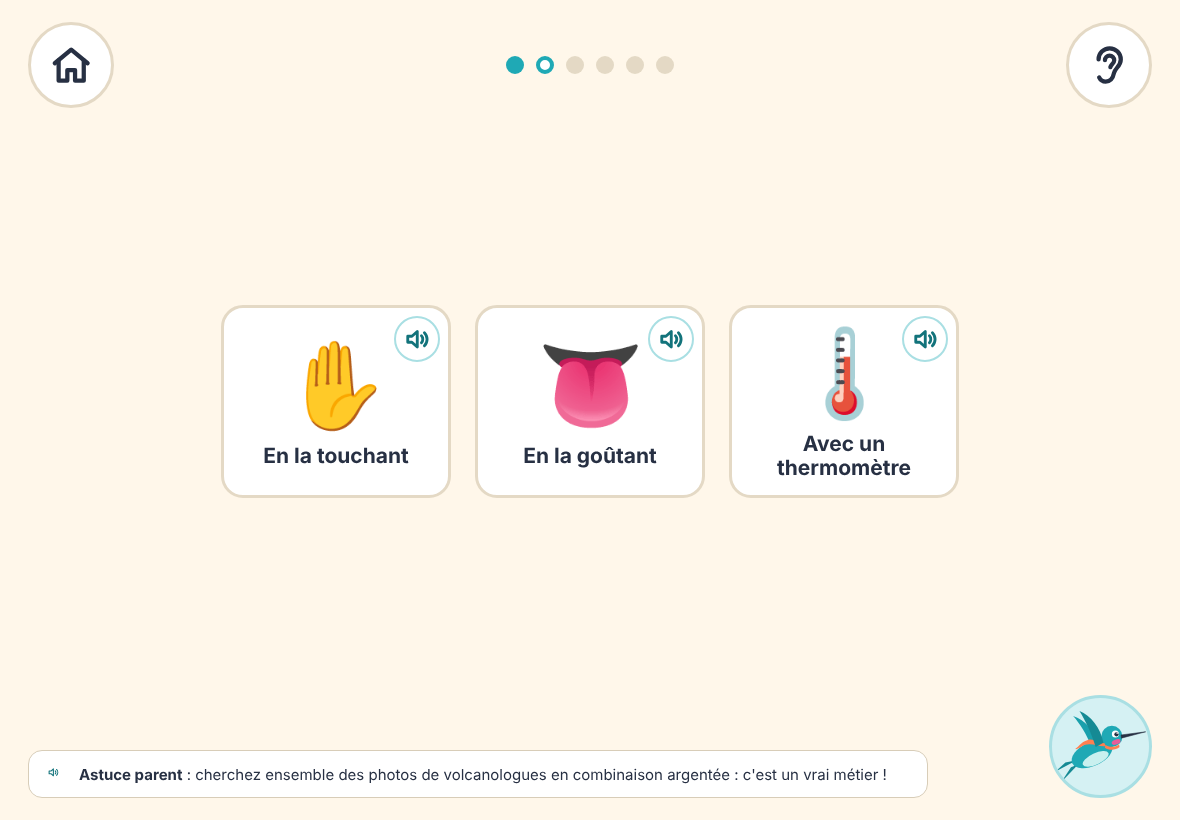 En la touchant
En la goûtant
Avec un
thermomètre
Astuce parent : cherchez ensemble des photos de volcanologues en combinaison argentée : c'est un vrai métier !